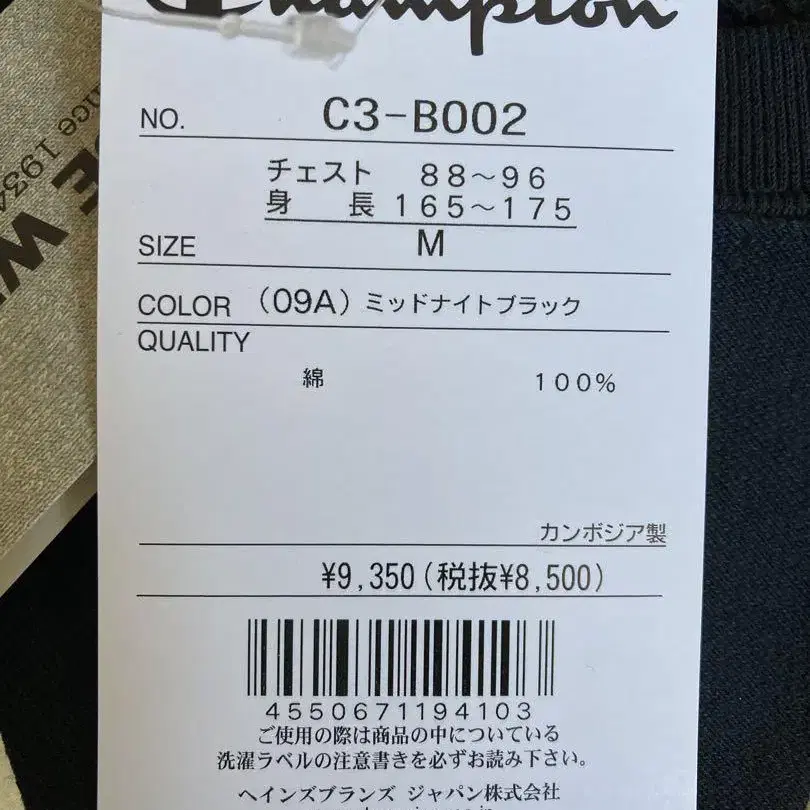 Champion
NO. C3-B002
チェスト 88～96
身長 165～175
SIZE M
COLOR (09A) ミッドナイトブラック
QUALITY
綿 100%
カンボジア製
¥9,350(税抜¥8,500)
4550671194103
ご使用の際は商品の中についている
洗濯ラベルの注意書きを必ずお読み下さい。
ヘインズブランズ ジャパン株式会社
since 1934